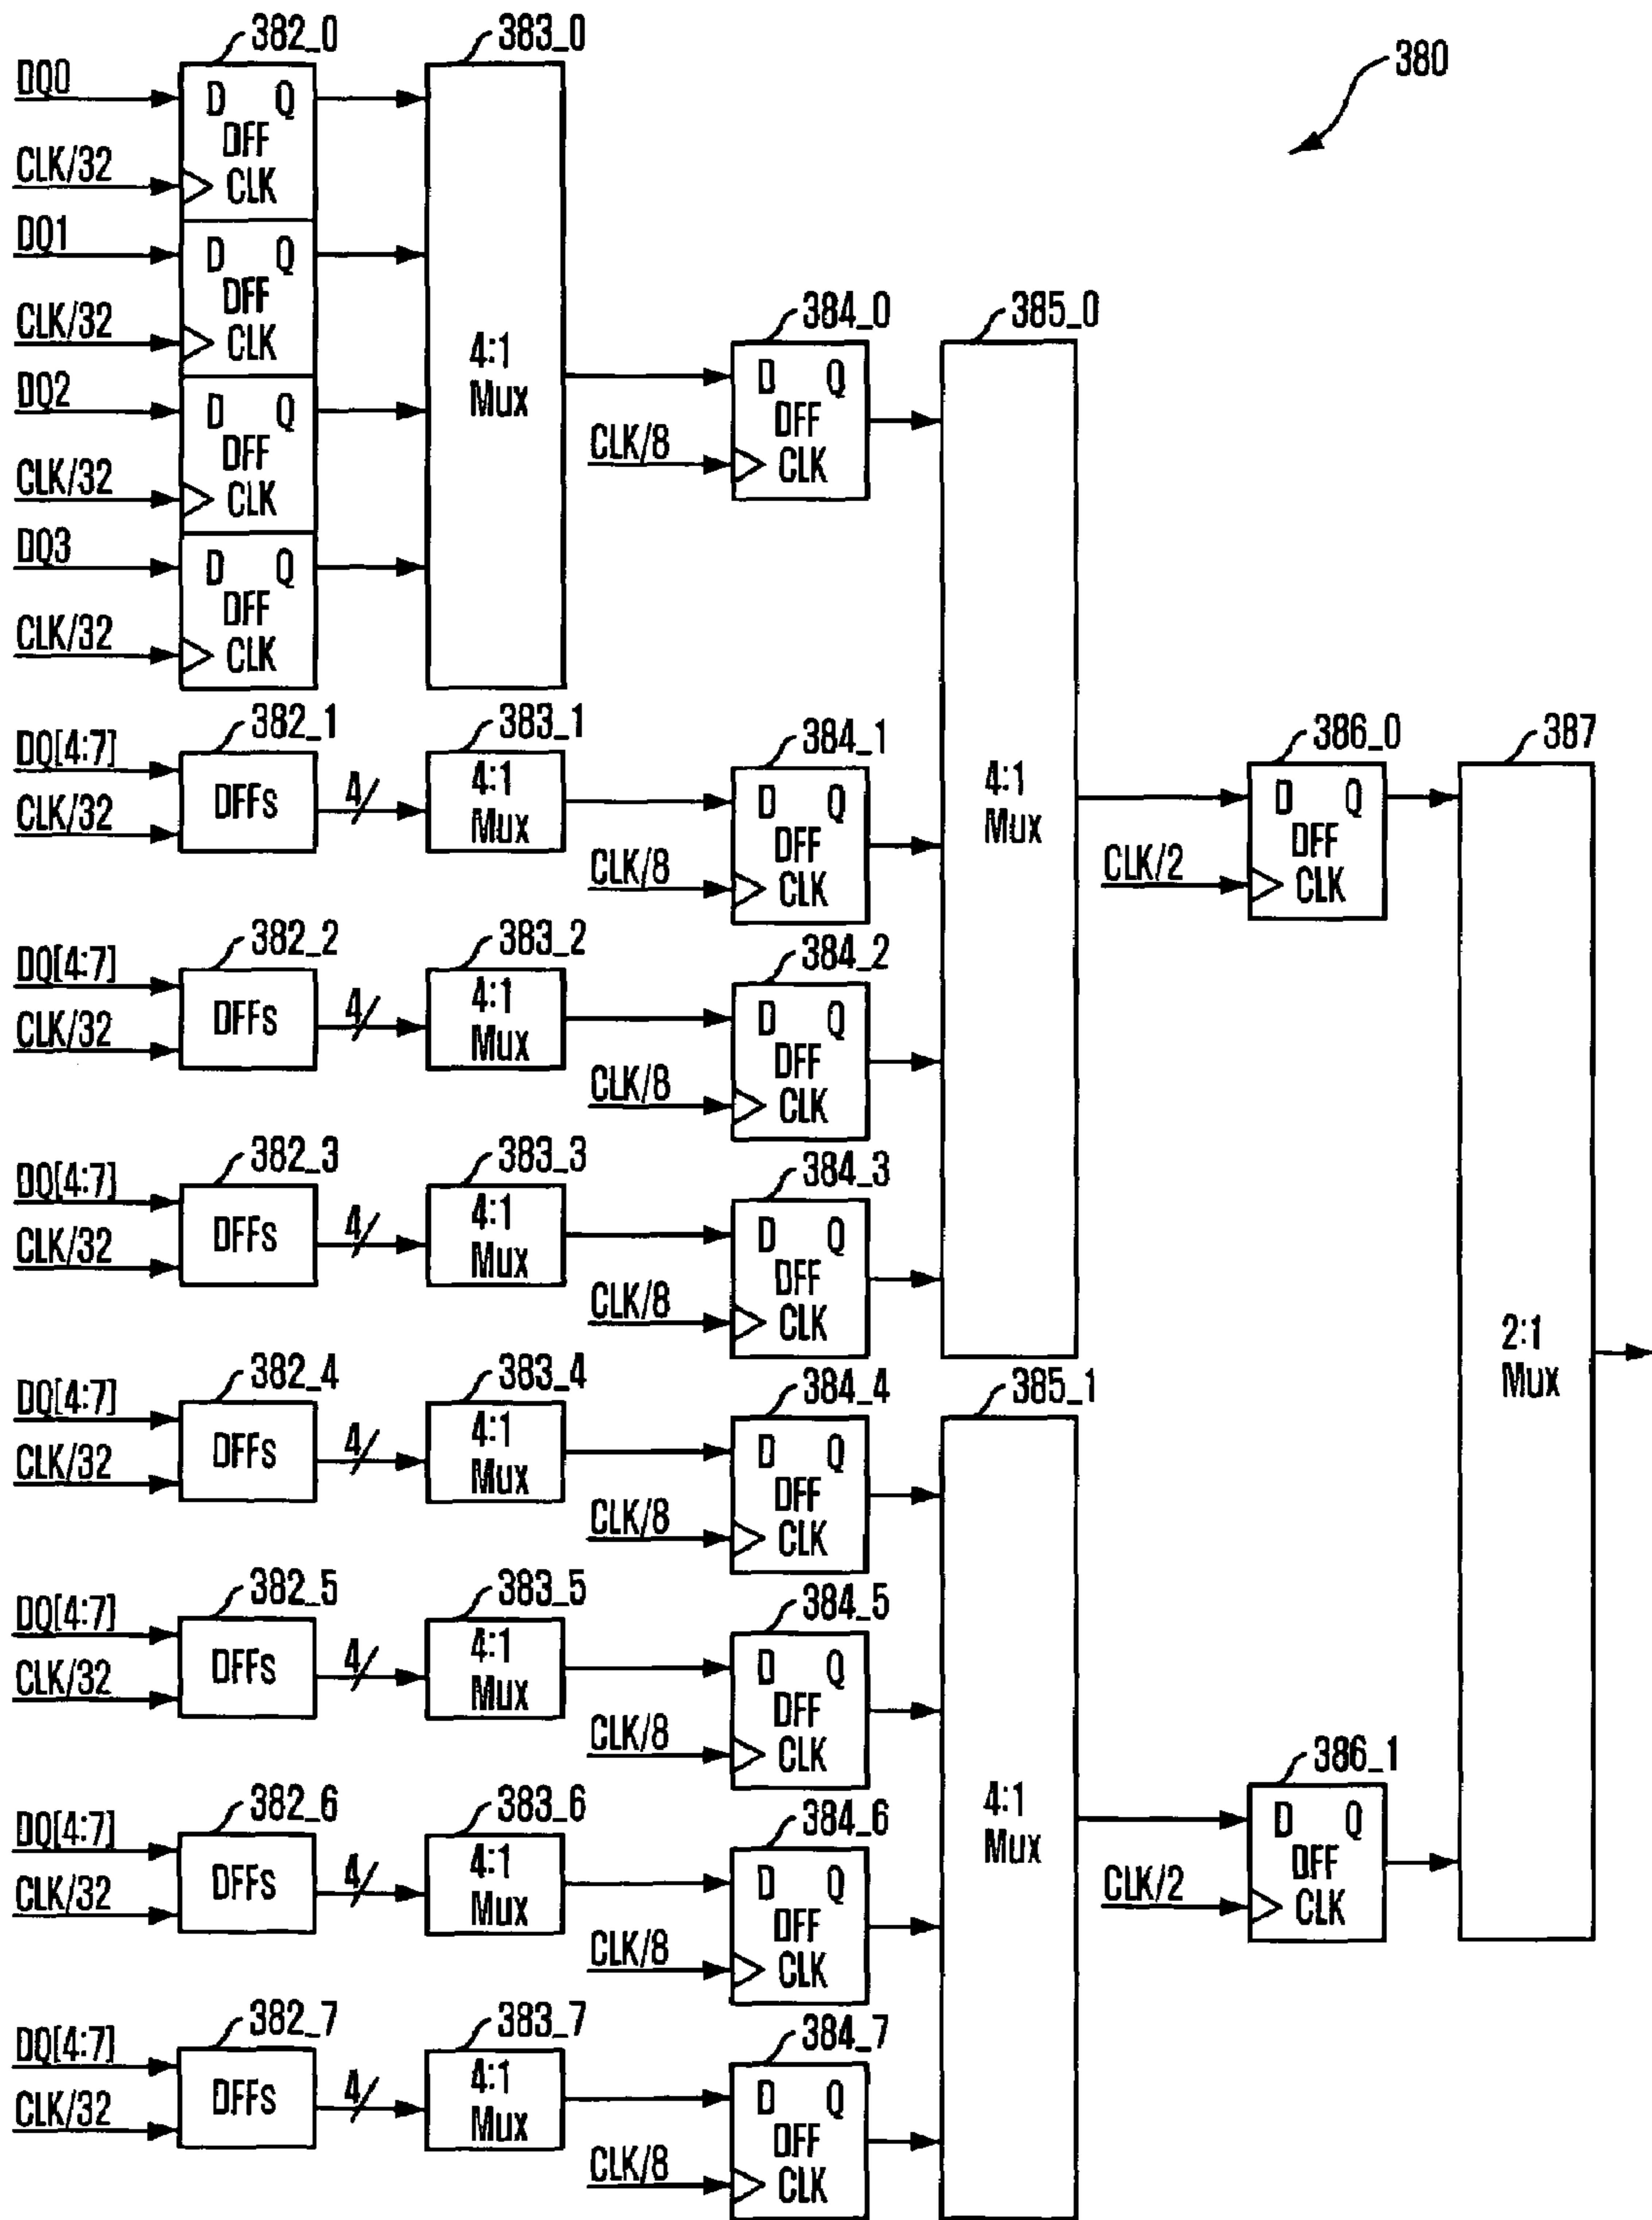 380
382_0
383_0
DQ0
CLK/32
D Q
DFF
CLK
DQ1
CLK/32
D Q
DFF
CLK
DQ2
CLK/32
D Q
DFF
CLK
DQ3
CLK/32
D Q
DFF
CLK
4:1
Mux
384_0
CLK/8
D Q
DFF
CLK
385_0
4:1
Mux
382_1
DQ[4:7]
CLK/32
DFFs
4
383_1
4:1
Mux
384_1
CLK/8
D Q
DFF
CLK
382_2
DQ[4:7]
CLK/32
DFFs
4
383_2
4:1
Mux
384_2
CLK/8
D Q
DFF
CLK
382_3
DQ[4:7]
CLK/32
DFFs
4
383_3
4:1
Mux
384_3
CLK/8
D Q
DFF
CLK
382_4
DQ[4:7]
CLK/32
DFFs
4
383_4
4:1
Mux
384_4
CLK/8
D Q
DFF
CLK
385_1
4:1
Mux
382_5
DQ[4:7]
CLK/32
DFFs
4
383_5
4:1
Mux
384_5
CLK/8
D Q
DFF
CLK
382_6
DQ[4:7]
CLK/32
DFFs
4
383_6
4:1
Mux
384_6
CLK/8
D Q
DFF
CLK
382_7
DQ[4:7]
CLK/32
DFFs
4
383_7
4:1
Mux
384_7
CLK/8
D Q
DFF
CLK
386_0
CLK/2
D Q
DFF
CLK
386_1
CLK/2
D Q
DFF
CLK
387
2:1
Mux